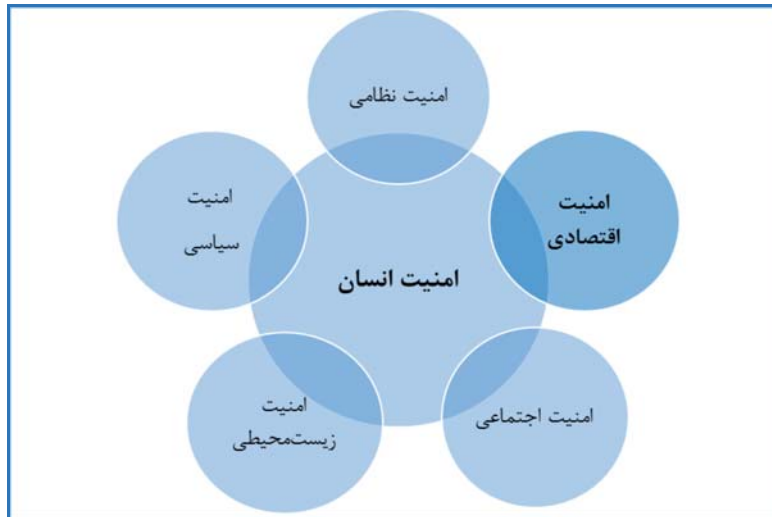 امنیت نظامی
امنیت
اقتصادی
امنیت
سیاسی
امنیت انسان
امنیت اجتماعی
امنیت
زیست‌محیطی